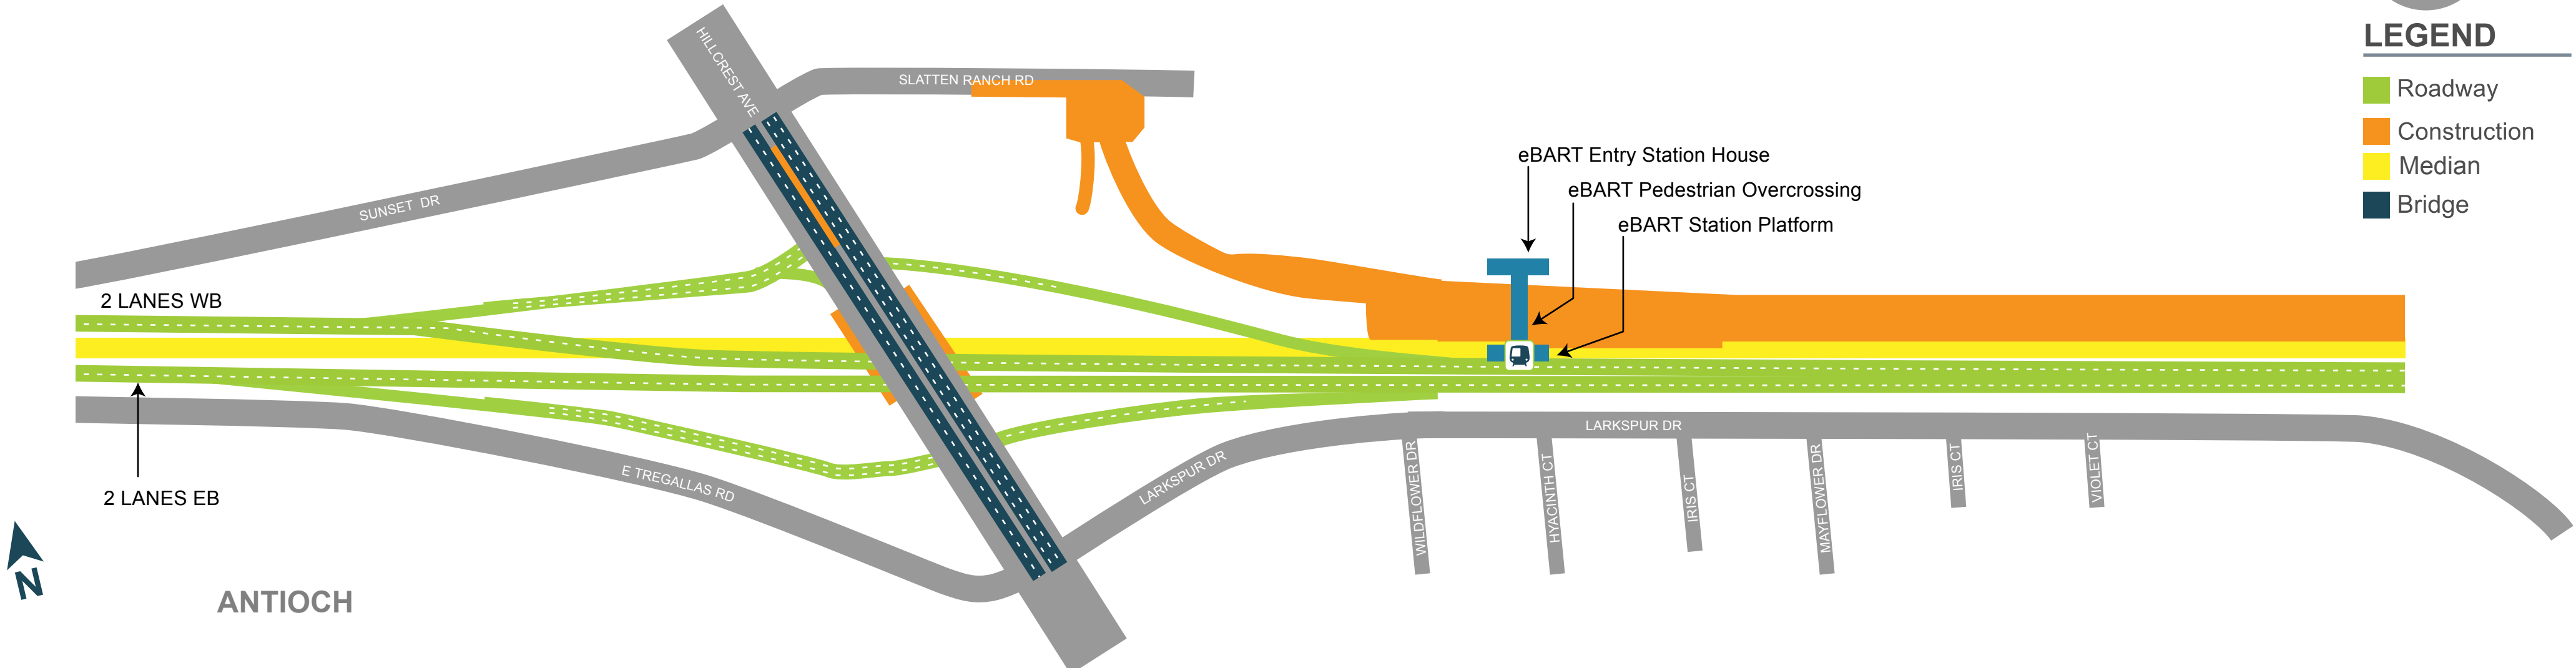 LEGEND
Roadway
Construction
Median
Bridge
HILLCREST AVE
SLATTEN RANCH RD
SUNSET DR
eBART Entry Station House
eBART Pedestrian Overcrossing
eBART Station Platform
2 LANES WB
2 LANES EB
E TREGALLAS RD
LARKSPUR DR
LARKSPUR DR
WILDFLOWER DR
HYACINTH CT
IRIS CT
MAYFLOWER DR
IRIS CT
VIOLET CT
N
ANTIOCH